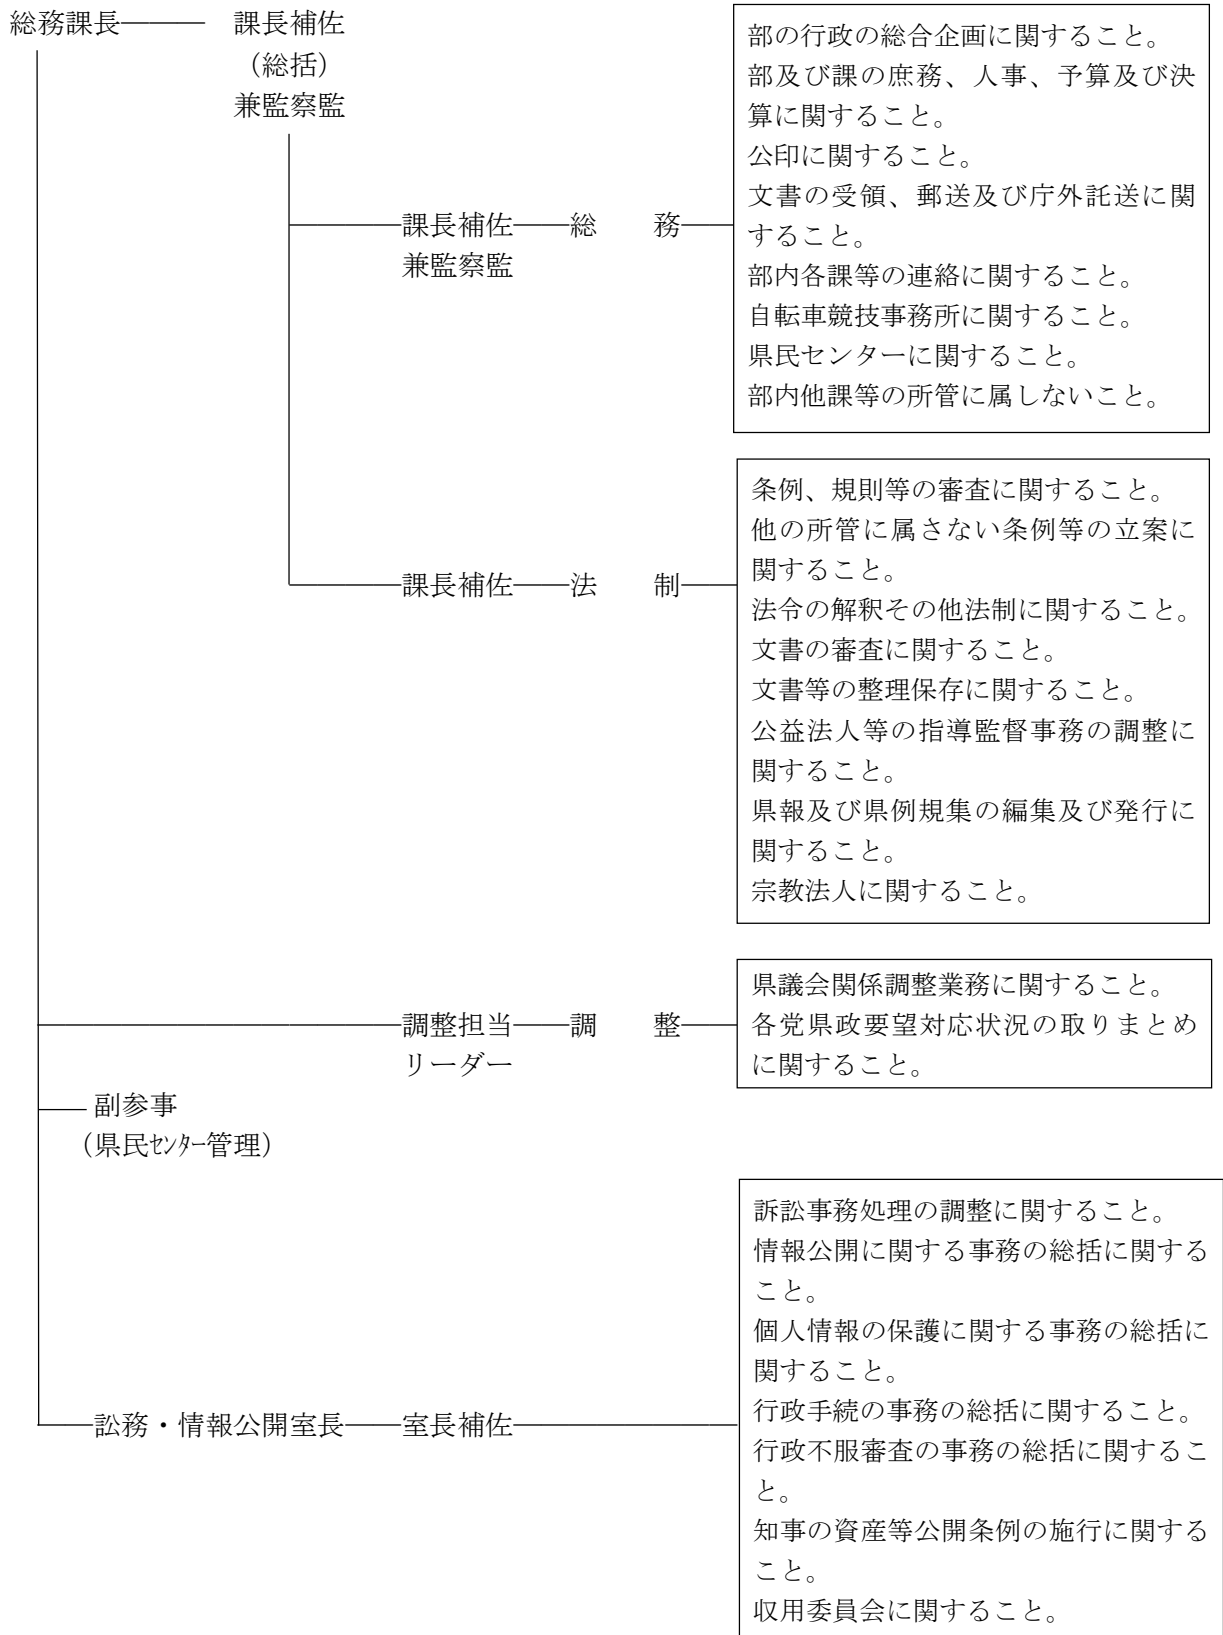 総務課長 課長補佐
（総括）
兼監察監
課長補佐 総 務
兼監察監
部の行政の総合企画に関すること。
部及び課の庶務、人事、予算及び決
算に関すること。
公印に関すること。
文書の受領、郵送及び庁外託送に関
すること。
部内各課等の連絡に関すること。
自転車競技事務所に関すること。
県民センターに関すること。
部内他課等の所管に属しないこと。
課長補佐 法 制
条例、規則等の審査に関すること。
他の所管に属さない条例等の立案に
関すること。
法令の解釈その他法制に関すること。
文書の審査に関すること。
文書等の整理保存に関すること。
公益法人等の指導監督事務の調整に
関すること。
県報及び県例規集の編集及び発行に
関すること。
宗教法人に関すること。
調整担当 調 整
リーダー
県議会関係調整業務に関すること。
各党県政要望対応状況の取りまとめ
に関すること。
副参事
（県民ｾﾝﾀｰ管理）
訟務・情報公開室長 室長補佐
訴訟事務処理の調整に関すること。
情報公開に関する事務の総括に関する
こと。
個人情報の保護に関する事務の総括に
関すること。
行政手続の事務の総括に関すること。
行政不服審査の事務の総括に関するこ
と。
知事の資産等公開条例の施行に関する
こと。
収用委員会に関すること。